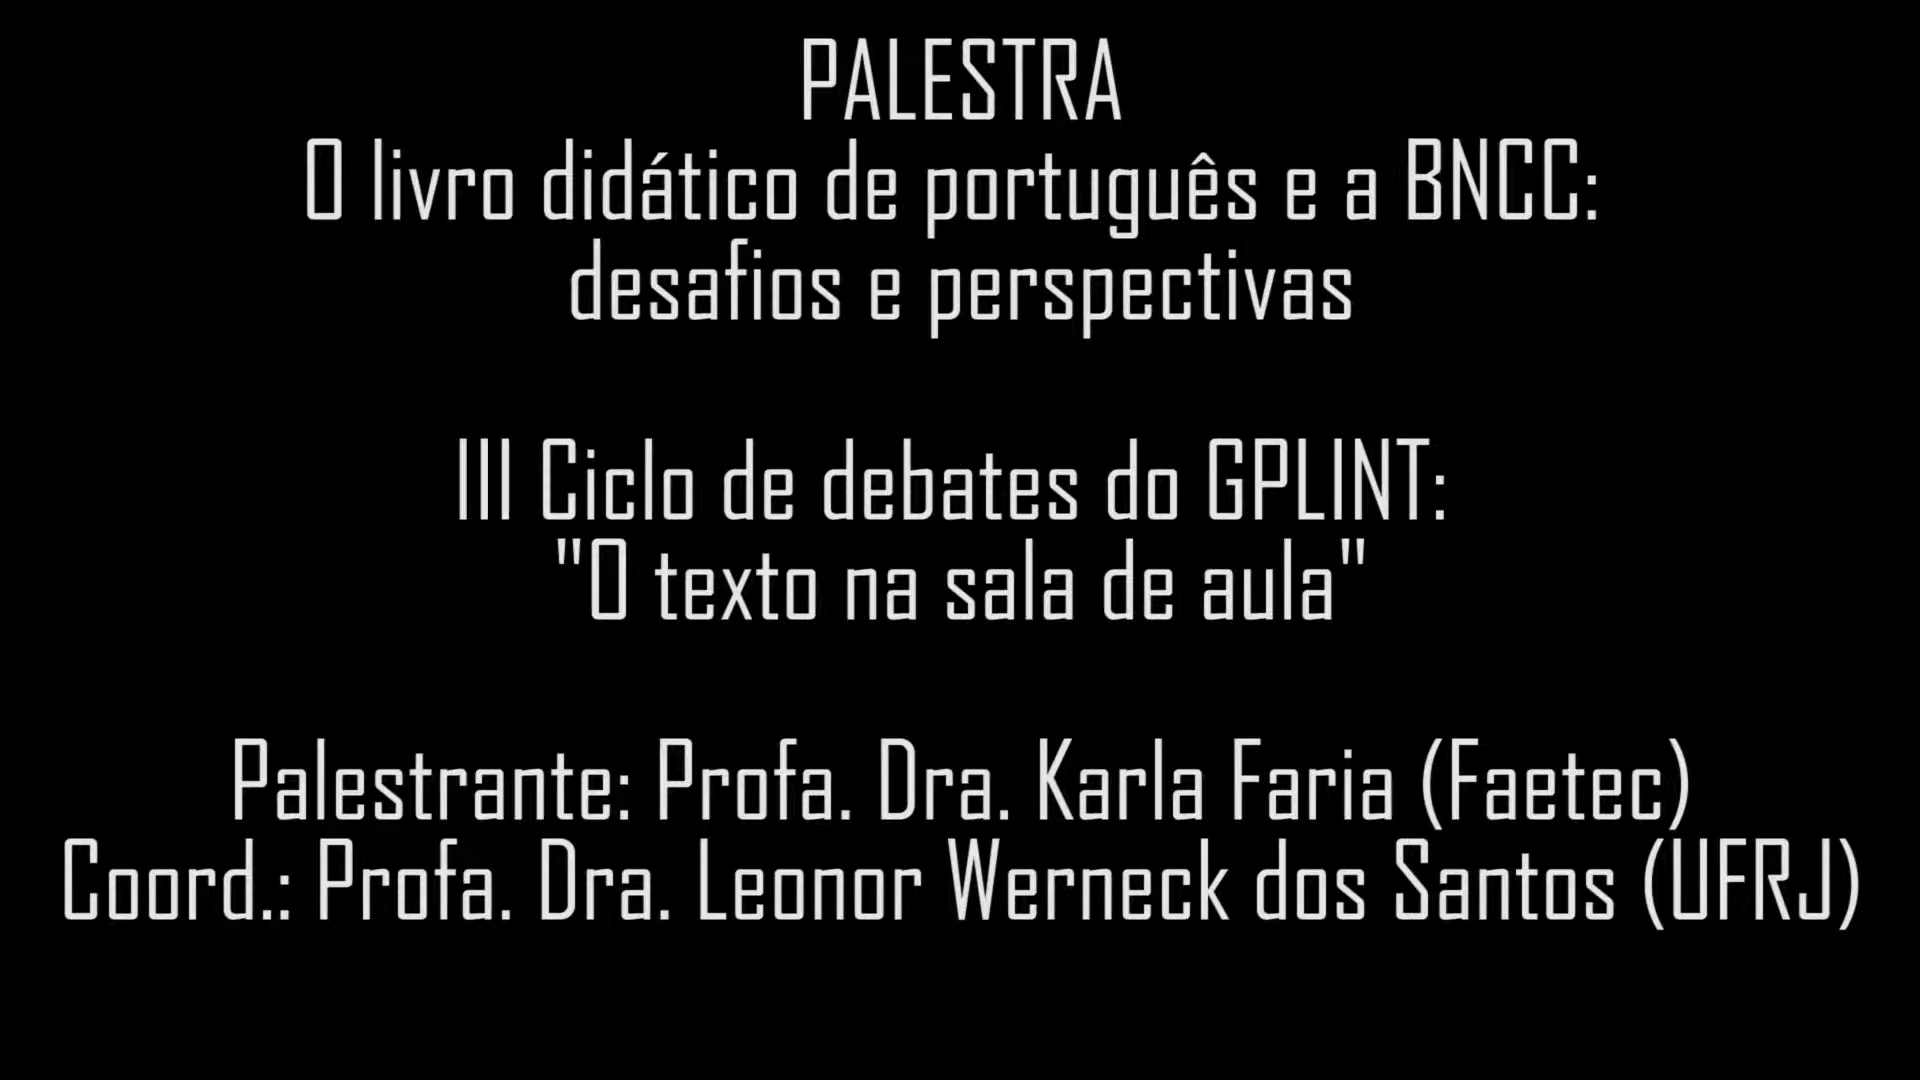 PALESTRA
O livro didático de português e a BNCC:
desafios e perspectivas
III Ciclo de debates do GPLINT:
"O texto na sala de aula"
Palestrante: Profa. Dra. Karla Faria (Faetec)
Coord.: Profa. Dra. Leonor Werneck dos Santos (UFRJ)